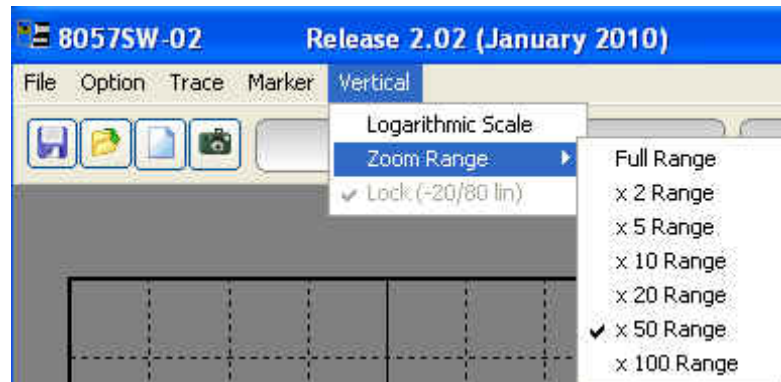 8057SW-02 Release 2.02 (January 2010)
File Option Trace Marker Vertical
Logarithmic Scale
Zoom Range
Lock (-20/80 lin)
Full Range
x 2 Range
x 5 Range
x 10 Range
x 20 Range
x 50 Range
x 100 Range